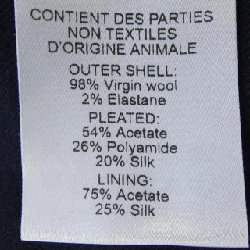 CONTIENT DES PARTIES
NON TEXTILES
D'ORIGINE ANIMALE
OUTER SHELL:
98% Virgin wool
2% Elastane
PLEATED:
54% Acetate
26% Polyamide
20% Silk
LINING:
75% Acetate
25% Silk